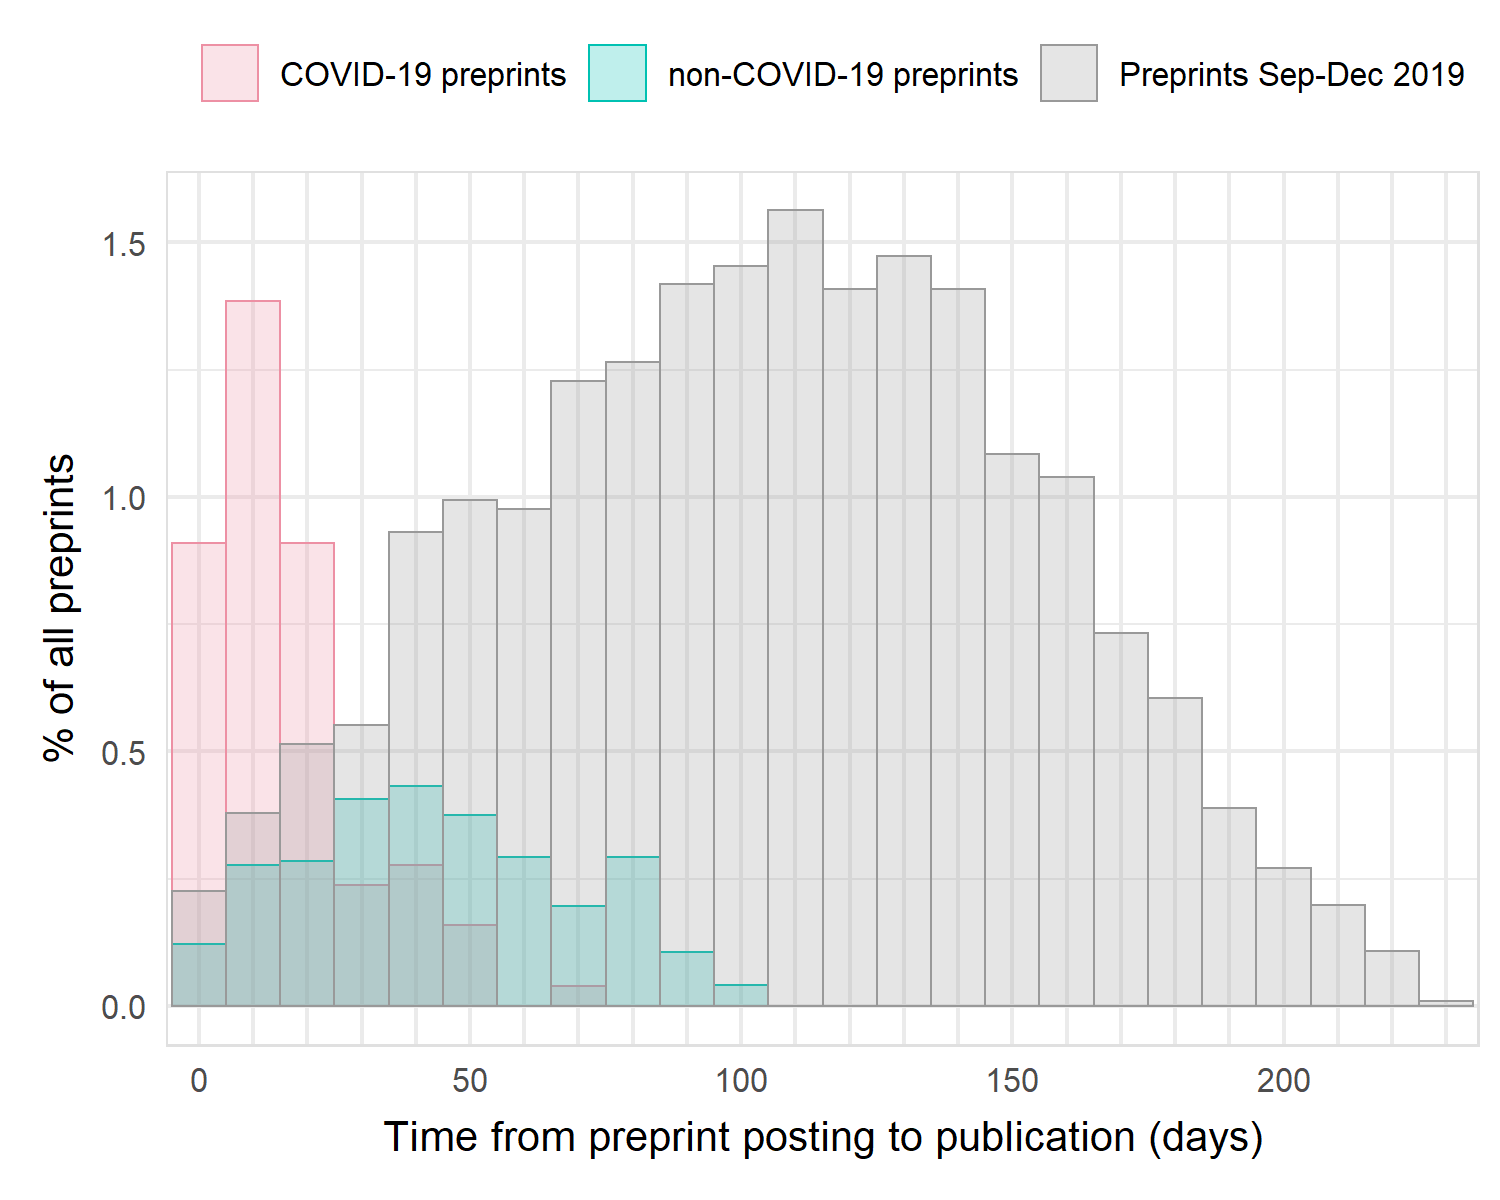 COVID-19 preprints non-COVID-19 preprints Preprints Sep-Dec 2019
% of all preprints
1.5
1.0
0.5
0.0
0 50 100 150 200
Time from preprint posting to publication (days)